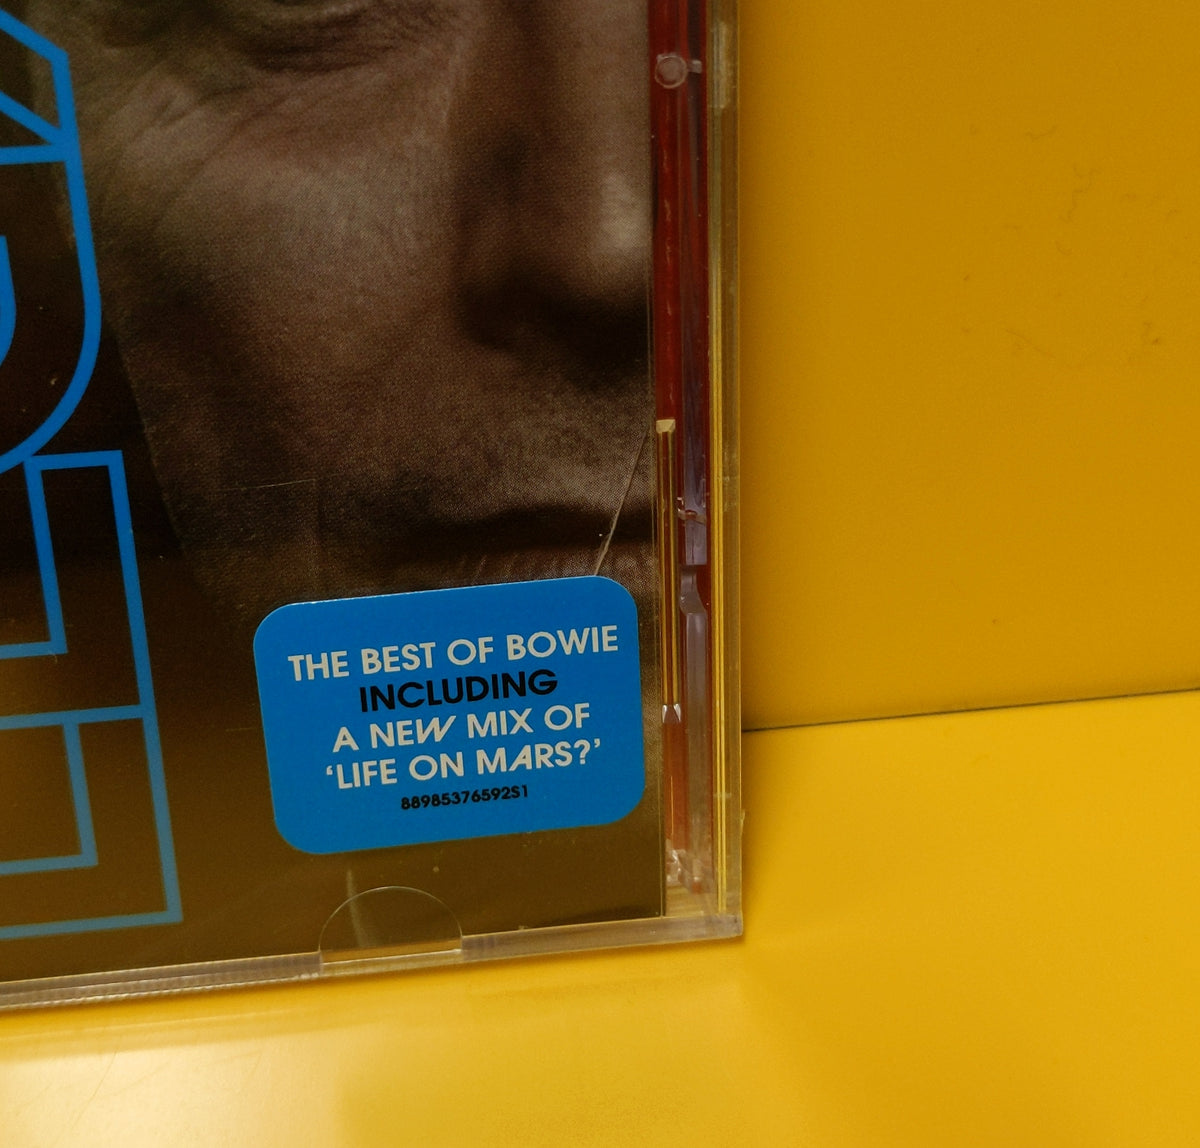 THE BEST OF BOWIE
INCLUDING
A NEW MIX OF
‘LIFE ON MARS?’
88985376592S1